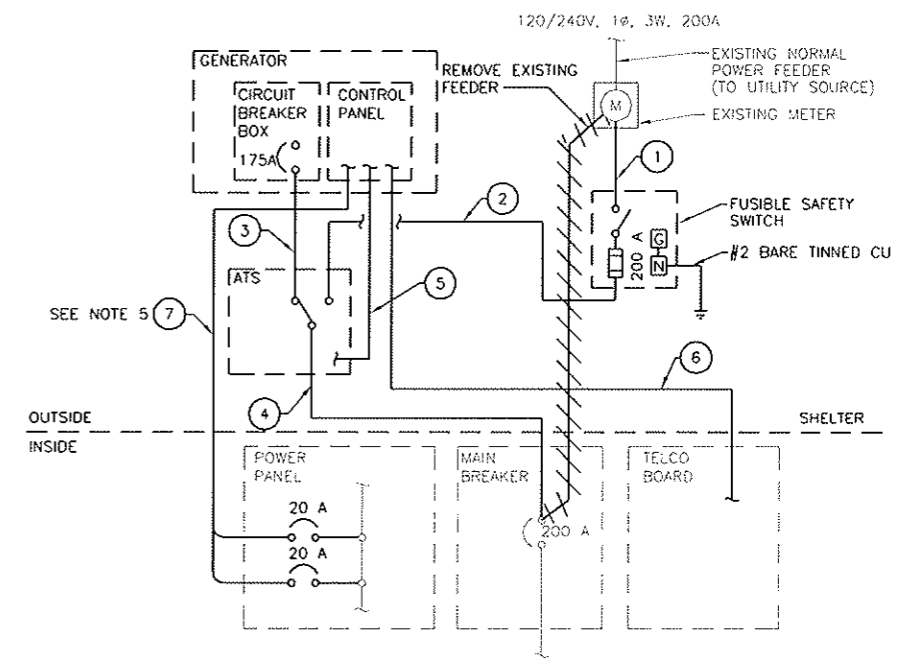 120/240V, 1ø, 3W, 200A
GENERATOR
CIRCUIT
BREAKER
BOX
175A
CONTROL
PANEL
REMOVE EXISTING
FEEDER
EXISTING NORMAL
POWER FEEDER
(TO UTILITY SOURCE)
M
EXISTING METER
1
2
FUSIBLE SAFETY
SWITCH
200 A
G
N
#2 BARE TINNED CU
3
ATS
5
SEE NOTE 5
7
6
4
OUTSIDE
SHELTER
INSIDE
POWER
PANEL
20 A
20 A
MAIN
BREAKER
200 A
TELCO
BOARD